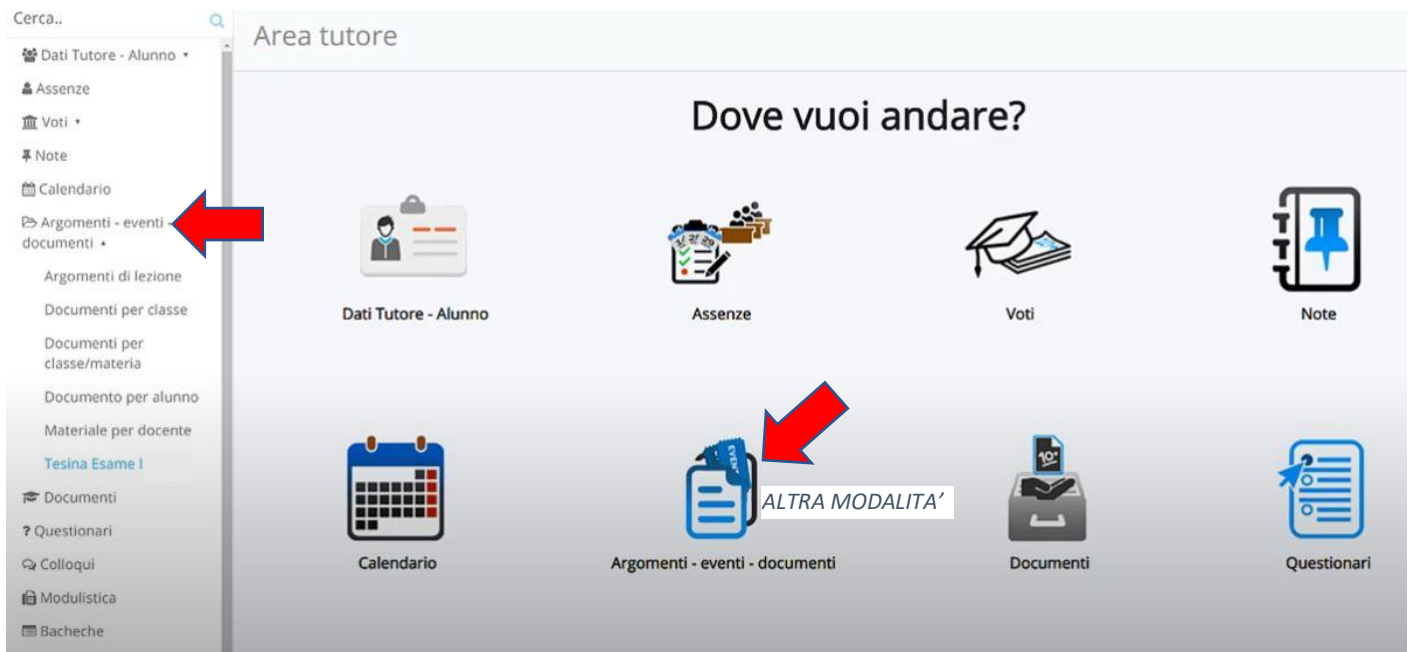 Cerca..
Dati Tutore - Alunno
Assenze
Voti
Note
Calendario
Argomenti - eventi -
documenti
Argomenti di lezione
Documenti per classe
Documenti per
classe/materia
Documento per alunno
Materiale per docente
Tesina Esame I
Documenti
? Questionari
Colloqui
Modulistica
Bacheche
Area tutore
Dove vuoi andare?
Dati Tutore - Alunno
Assenze
Voti
Note
EVEN
ALTRA MODALITA’
10
Calendario
Argomenti - eventi - documenti
Documenti
Questionari